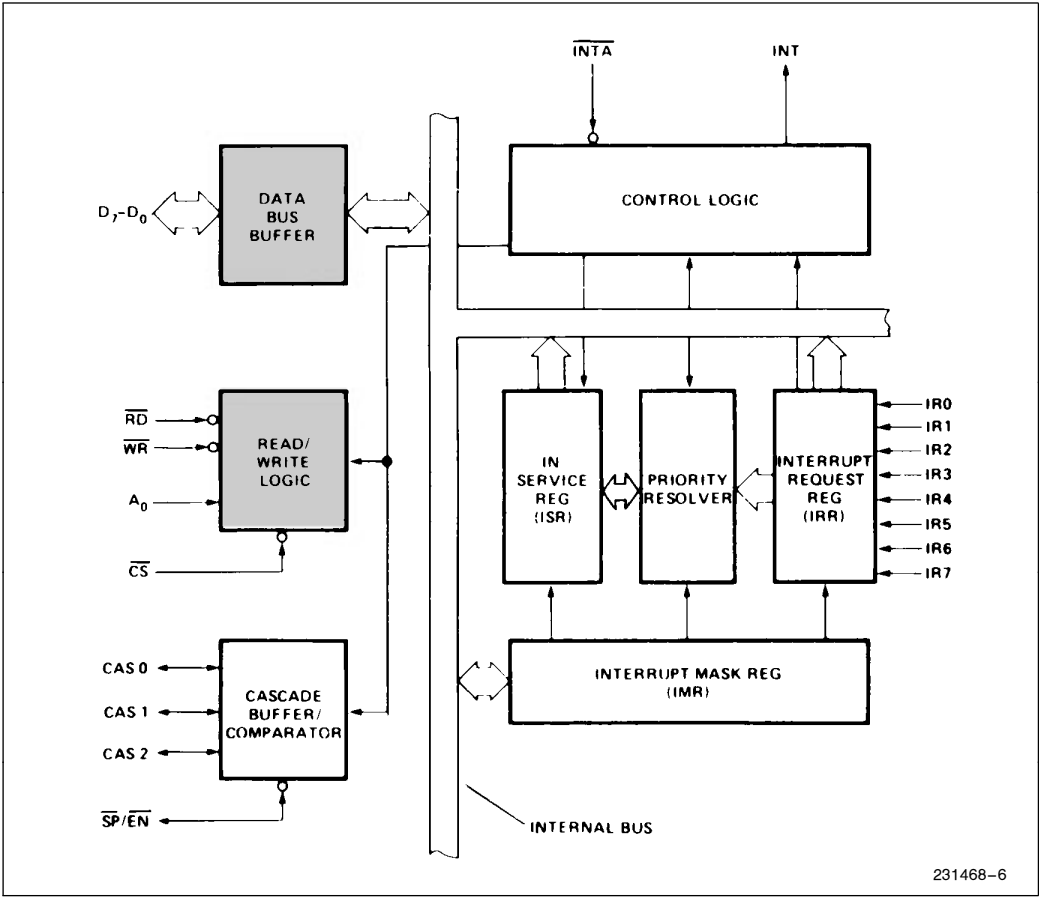 INTA
INT
CONTROL LOGIC
D7-D0
DATA
BUS
BUFFER
RD
WR
A0
CS
READ/
WRITE
LOGIC
IN
SERVICE
REG
(ISR)
PRIORITY
RESOLVER
INTERRUPT
REQUEST
REG
(IRR)
IR0
IR1
IR2
IR3
IR4
IR5
IR6
IR7
INTERRUPT MASK REG
(IMR)
CAS 0
CAS 1
CAS 2
SP/EN
CASCADE
BUFFER/
COMPARATOR
INTERNAL BUS
231468-6